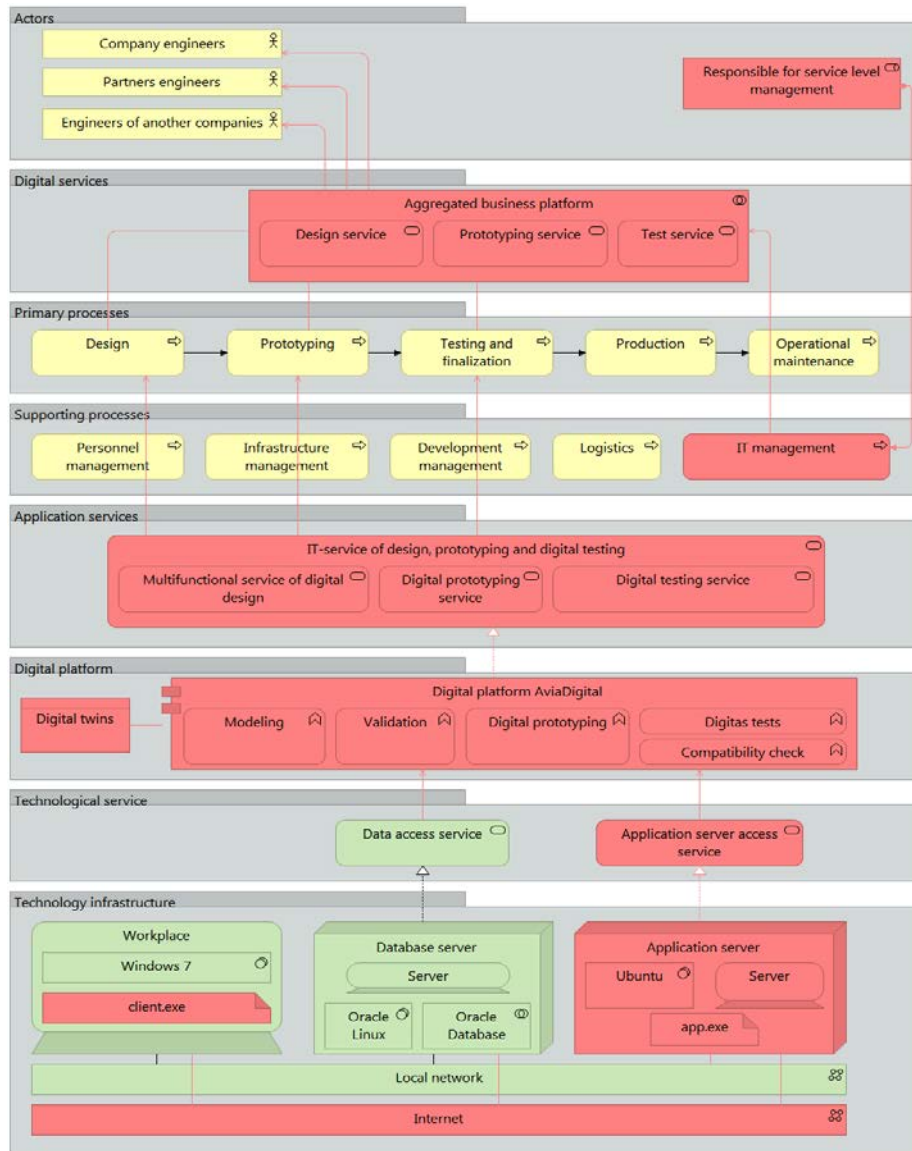 Actors
Company engineers
Partners engineers
Engineers of another companies
Responsible for service level
management
Digital services
Aggregated business platform
Design service
Prototyping service
Test service
Primary processes
Design
Prototyping
Testing and
finalization
Production
Operational
maintenance
Supporting processes
Personnel
management
Infrastructure
management
Development
management
Logistics
IT management
Application services
IT-service of design, prototyping and digital testing
Multifunctional service of digital
design
Digital prototyping
service
Digital testing service
Digital platform
Digital twins
Digital platform AviaDigital
Modeling
Validation
Digital prototyping
Digitas tests
Compatibility check
Technological service
Data access service
Application server access
service
Technology infrastructure
Workplace
Windows 7
client.exe
Database server
Server
Oracle
Linux
Oracle
Database
Application server
Ubuntu
Server
app.exe
Local network
Internet